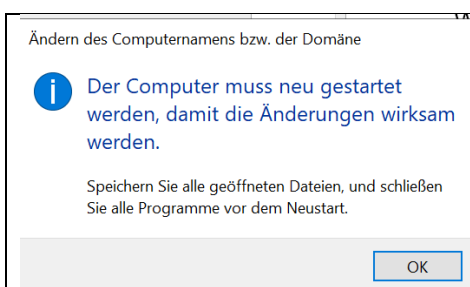 Ändern des Computernamens bzw. der Domäne
Der Computer muss neu gestartet
werden, damit die Änderungen wirksam
werden.
Speichern Sie alle geöffneten Dateien, und schließen
Sie alle Programme vor dem Neustart.
OK